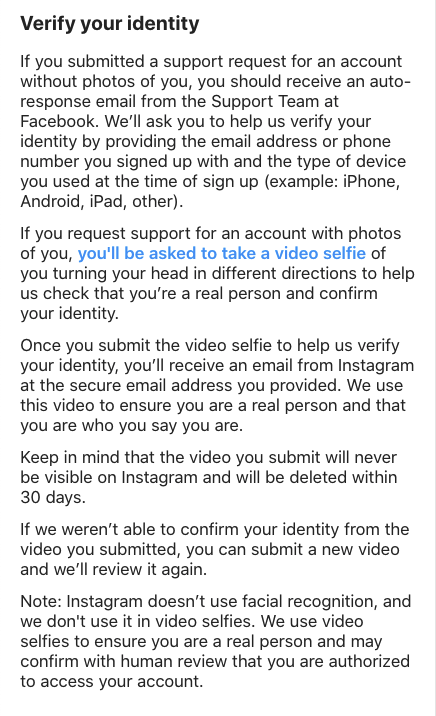 Verify your identity
If you submitted a support request for an account
without photos of you, you should receive an auto-
response email from the Support Team at
Facebook. We’ll ask you to help us verify your
identity by providing the email address or phone
number you signed up with and the type of device
you used at the time of sign up (example: iPhone,
Android, iPad, other).
If you request support for an account with photos
of you, you'll be asked to take a video selfie of
you turning your head in different directions to help
us check that you’re a real person and confirm
your identity.
Once you submit the video selfie to help us verify
your identity, you’ll receive an email from Instagram
at the secure email address you provided. We use
this video to ensure you are a real person and that
you are who you say you are.
Keep in mind that the video you submit will never
be visible on Instagram and will be deleted within
30 days.
If we weren’t able to confirm your identity from the
video you submitted, you can submit a new video
and we’ll review it again.
Note: Instagram doesn’t use facial recognition, and
we don't use it in video selfies. We use video
selfies to ensure you are a real person and may
confirm with human review that you are authorized
to access your account.